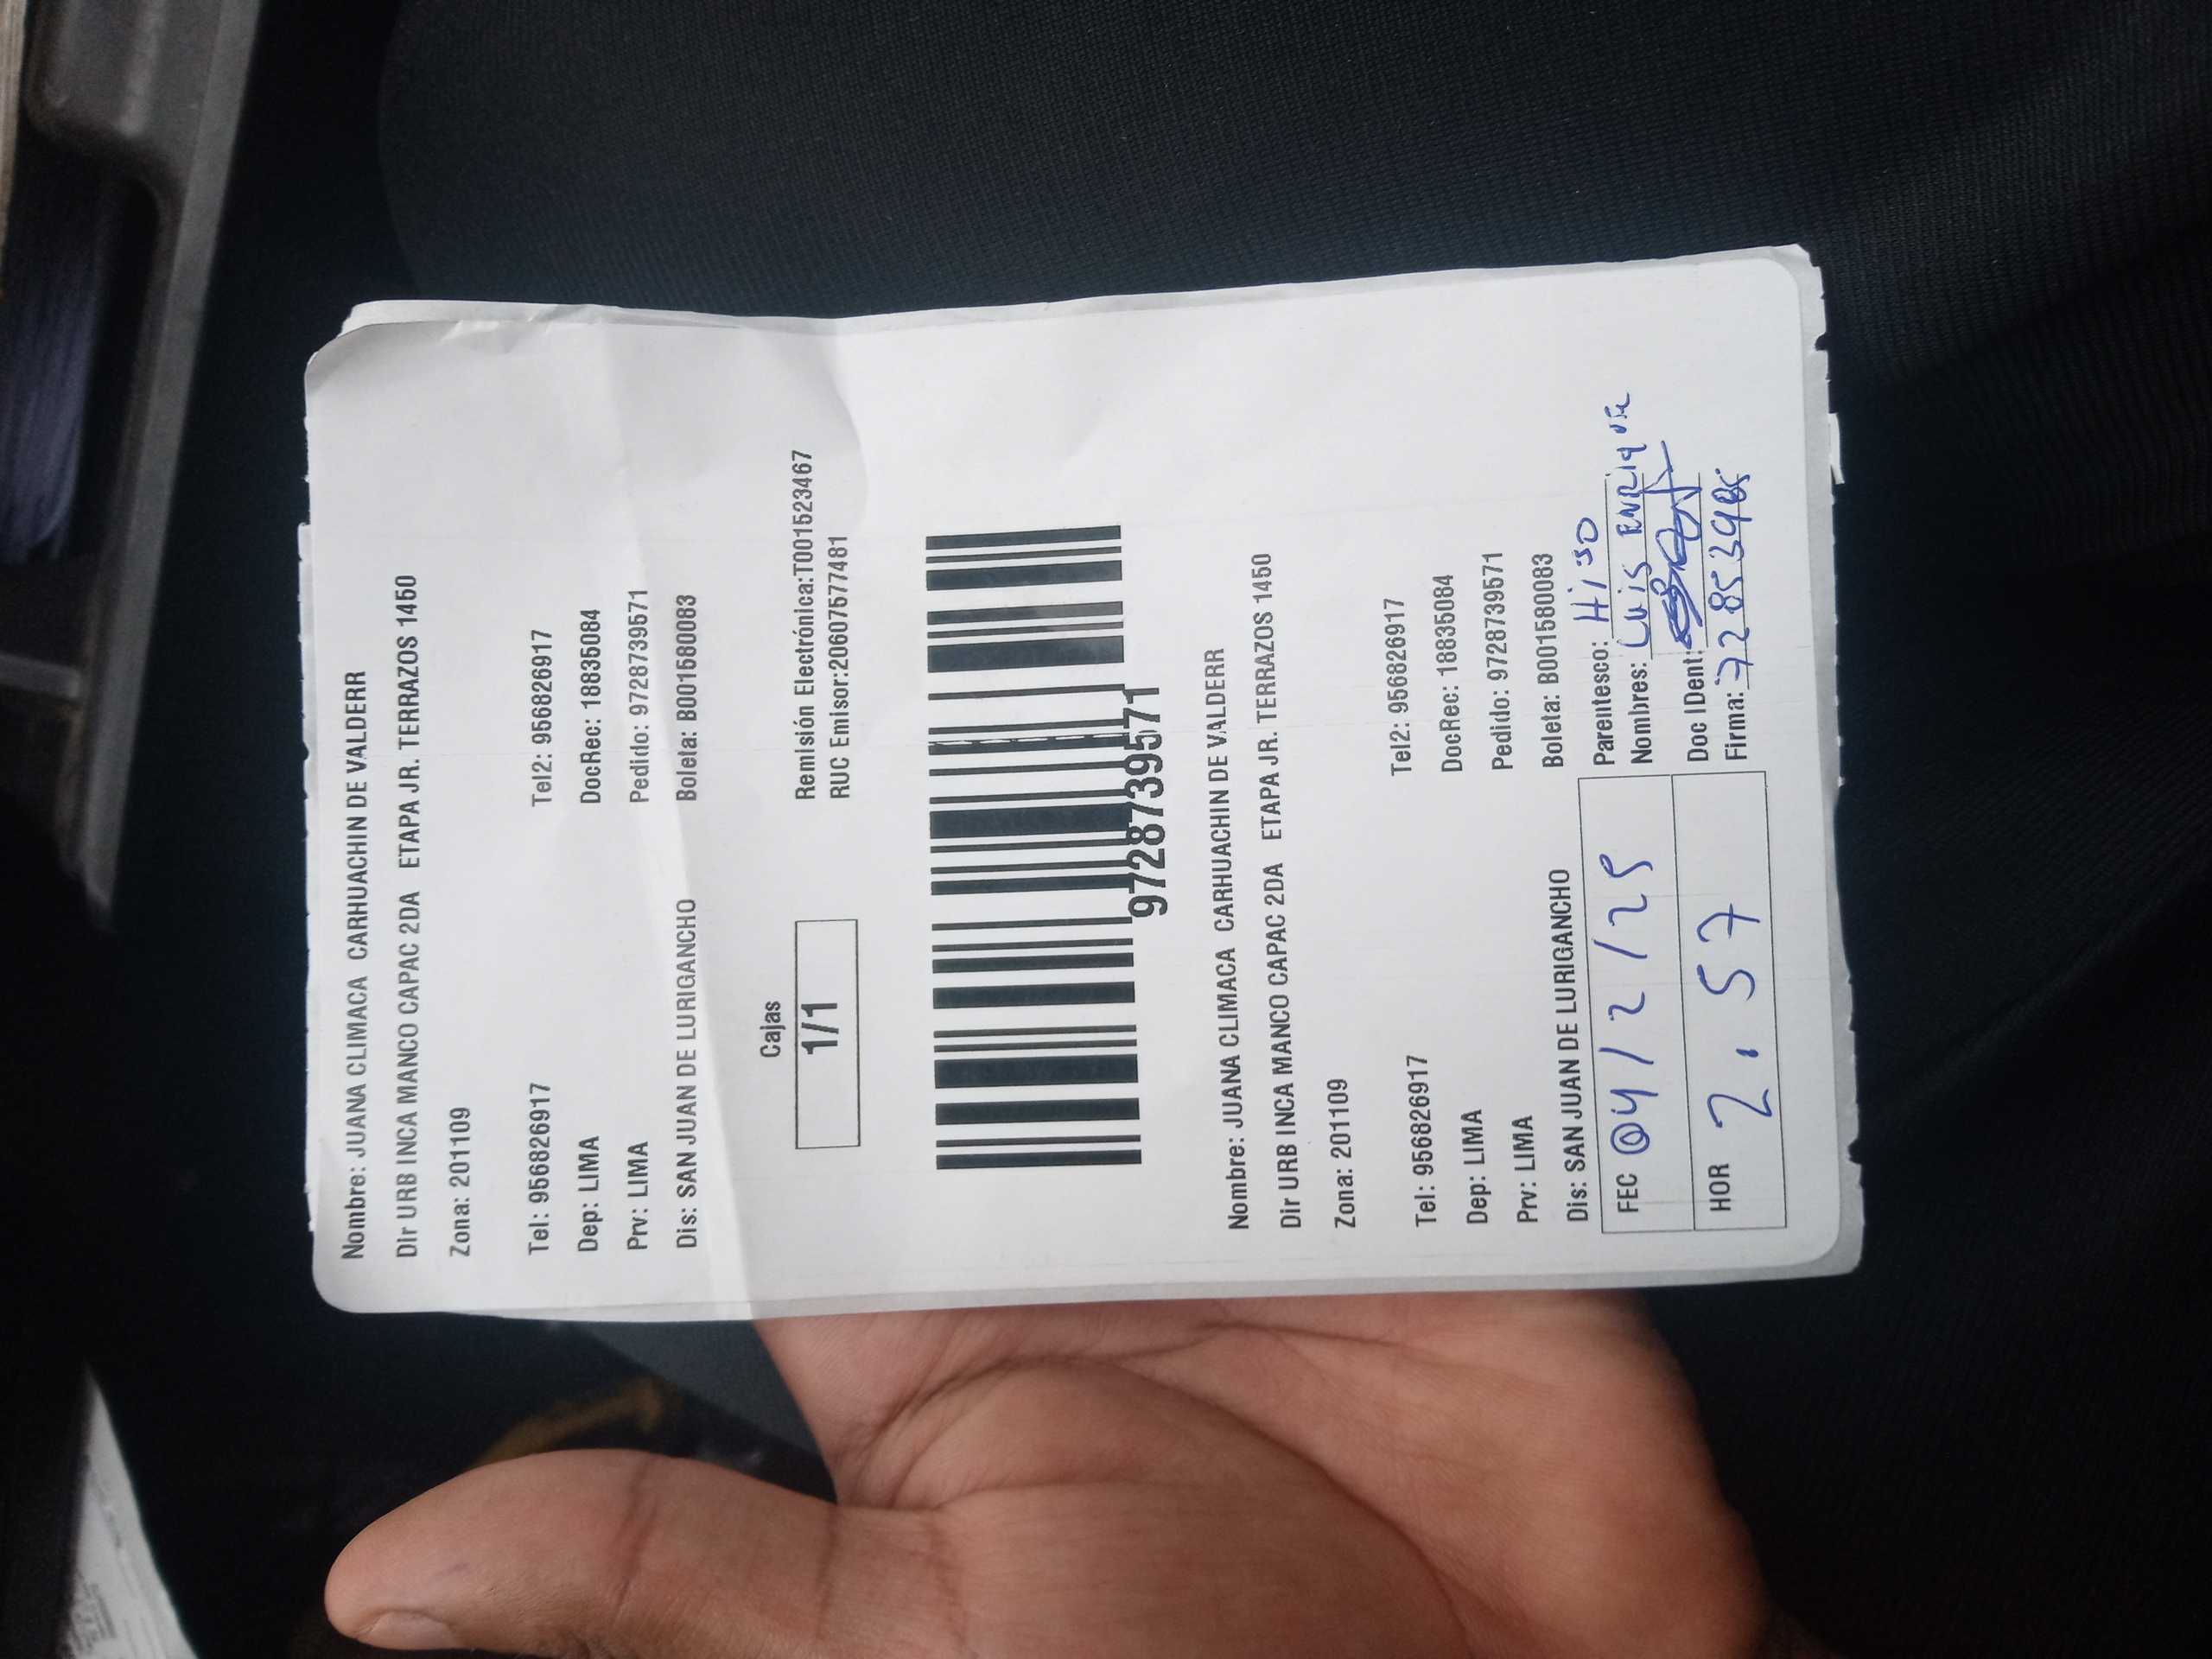 Nombre: JUANA CLIMACA CARHUACHIN DE VALDERR
Dir URB INCA MANCO CAPAC 2DA ETAPA JR. TERRAZOS 1450
Zona: 201109
Tel: 956826917 Tel2: 956826917
Dep: LIMA DocRec: 18835084
Prv: LIMA Pedido: 9728739571
Dis: SAN JUAN DE LURIGANCHO Boleta: B001580083
Cajas
1/1
Remisión Electrónica:T001523467
RUC Emisor:20607577481
9728739571
Nombre: JUANA CLIMACA CARHUACHIN DE VALDERR
Dir URB INCA MANCO CAPAC 2DA ETAPA JR. TERRAZOS 1450
Zona: 201109
Tel: 956826917 Tel2: 956826917
Dep: LIMA DocRec: 18835084
Prv: LIMA Pedido: 9728739571
Dis: SAN JUAN DE LURIGANCHO Boleta: B001580083
FEC 04/2/25
HOR 2.57
Parentesco: Hijo
Nombres: Luis ENRIQUE
Doc IDent:
Firma: